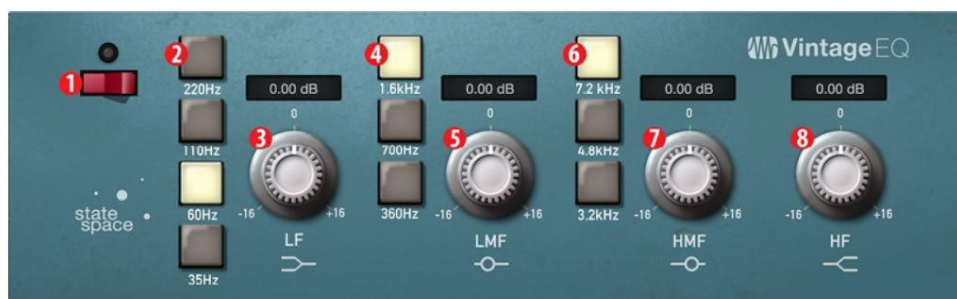 1
2
220Hz
110Hz
60Hz
35Hz
state
space
0.00 dB
3
0
-16
+16
LF
4
1.6kHz
700Hz
360Hz
0.00 dB
5
0
-16
+16
LMF
6
7.2 kHz
4.8kHz
3.2kHz
0.00 dB
7
0
-16
+16
HMF
VintageEQ
0.00 dB
8
0
-16
+16
HF